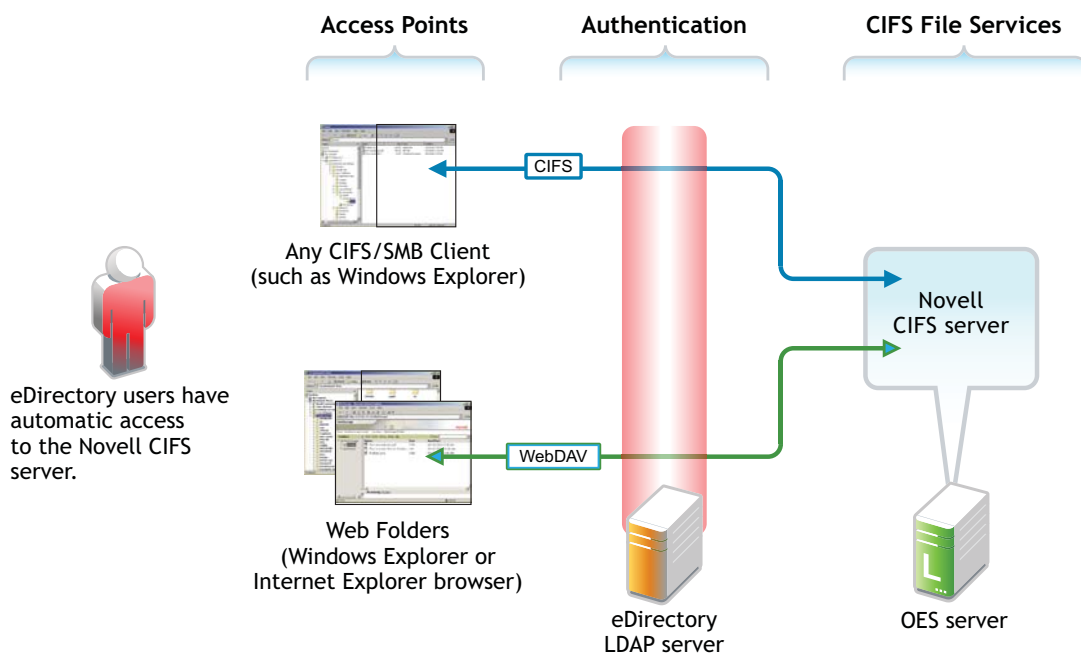 Access Points
Authentication
CIFS File Services
CIFS
Any CIFS/SMB Client
(such as Windows Explorer)
Novell
CIFS server
eDirectory users have
automatic access
to the Novell CIFS
server.
WebDAV
Web Folders
(Windows Explorer or
Internet Explorer browser)
eDirectory
LDAP server
L
OES server